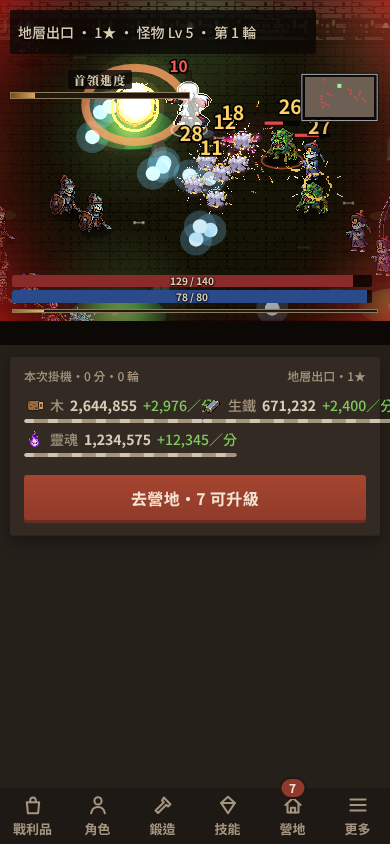 地層出口 • 1★ • 怪物 Lv 5 • 第 1 輪
10
首領進度
26
18
12
27
28
11
129 / 140
78 / 80
本次掛機 • 0 分 • 0 輪
地層出口 • 1★
木 2,644,855 +2,976/分
生鐵 671,232 +2,400/分
靈魂 1,234,575 +12,345/分
去營地 • 7 可升級
7
戰利品 角色 鍛造 技能 營地 更多